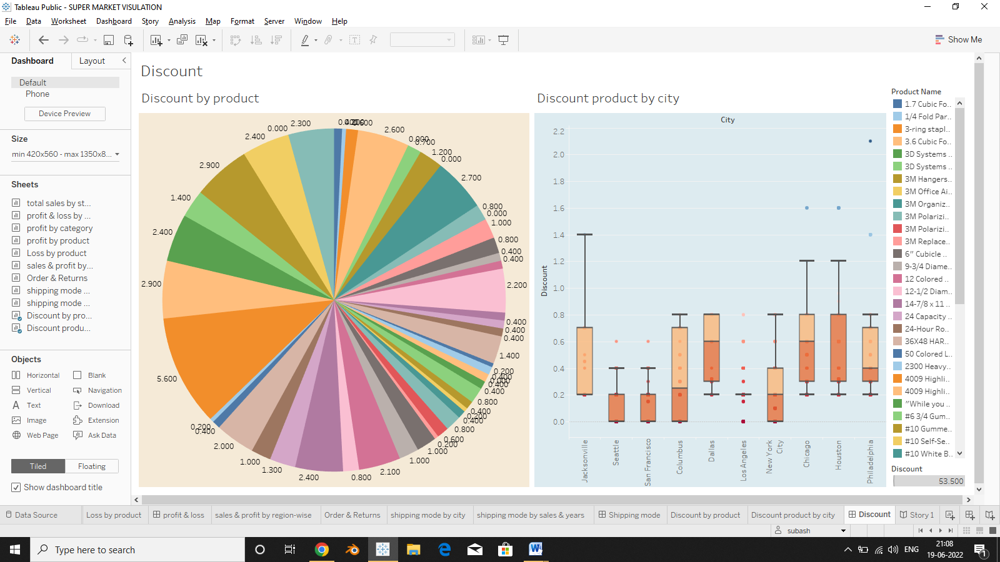 Tableau Public - SUPER MARKET VISULATION
File Data Worksheet Dashboard Story Analysis Map Format Server Window Help
Show Me
Dashboard
Layout
Default
Phone
Device Preview
Size
min 420x560 - max 1350x8...
Sheets
total sales by st...
profit & loss by ...
profit by category
profit by product
Loss by product
sales & profit by...
Order & Returns
shipping mode ...
shipping mode ...
Discount by pro...
Discount produ...
Objects
Horizontal
Blank
Vertical
Navigation
Text
Download
Image
Extension
Web Page
Ask Data
Tiled
Floating
Show dashboard title
Discount
Discount by product
2.600
0.700
1.200
0.000
2.700
0.800
0.000
1.000
0.800
0.400
0.400
2.200
0.400
0.400
0.400
1.400
0.200
0.400
0.400
0.800
0.400
0.400
0.800
0.600
0.200
1.000
1.000
2.100
0.800
2.400
1.300
1.000
2.000
0.400
0.200
5.600
2.900
2.400
1.400
2.900
2.400
0.000
2.300
Discount product by city
City
Discount
2.2
2.0
1.8
1.6
1.4
1.2
1.0
0.8
0.6
0.4
0.2
0.0
Jacksonville
Seattle
San Francisco
Columbus
Dallas
Los Angeles
New York
City
Chicago
Houston
Philadelphia
Product Name
1.7 Cubic Fo..
1/4 Fold Par..
3-ring stapl..
3.6 Cubic Fo..
3D Systems ..
3D Systems ..
3M Hangers..
3M Office Ai..
3M Organiz..
3M Polarizi..
3M Polarizi..
3M Replace..
6" Cubicle ..
9-3/4 Diame..
12 Colored ..
12-1/2 Diam..
14-7/8 x 11 ..
24 Capacity ..
24-Hour Ro..
36X48 HAR..
50 Colored L..
2300 Heavy..
4009 Highli..
4009 Highli..
"While you ..
#6 3/4 Gum..
#10 Gumme..
#10 Self-Se..
#10 White B..
Discount
53.500
Data Source
Loss by product
profit & loss
sales & profit by region-wise
Order & Returns
shipping mode by city
shipping mode by sales & years
Shipping mode
Discount by product
Discount product by city
Discount
Story 1
subash
Type here to search
ENG
21:08
19-06-2022
1